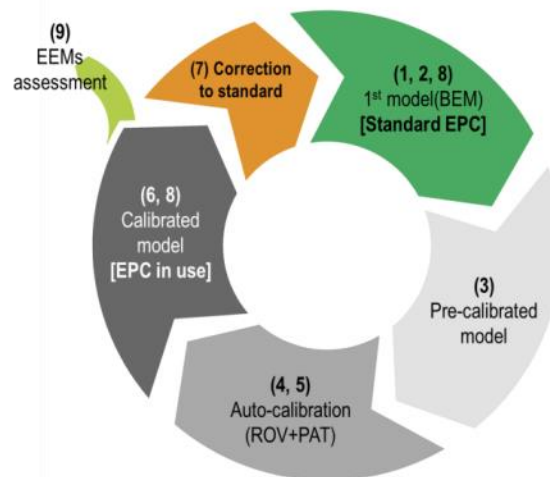 (9)
EEMs
assessment
(7) Correction
to standard
(1, 2, 8)
1st model(BEM)
[Standard EPC]
(6, 8)
Calibrated
model
[EPC in use]
(3)
Pre-calibrated
model
(4, 5)
Auto-calibration
(ROV+PAT)